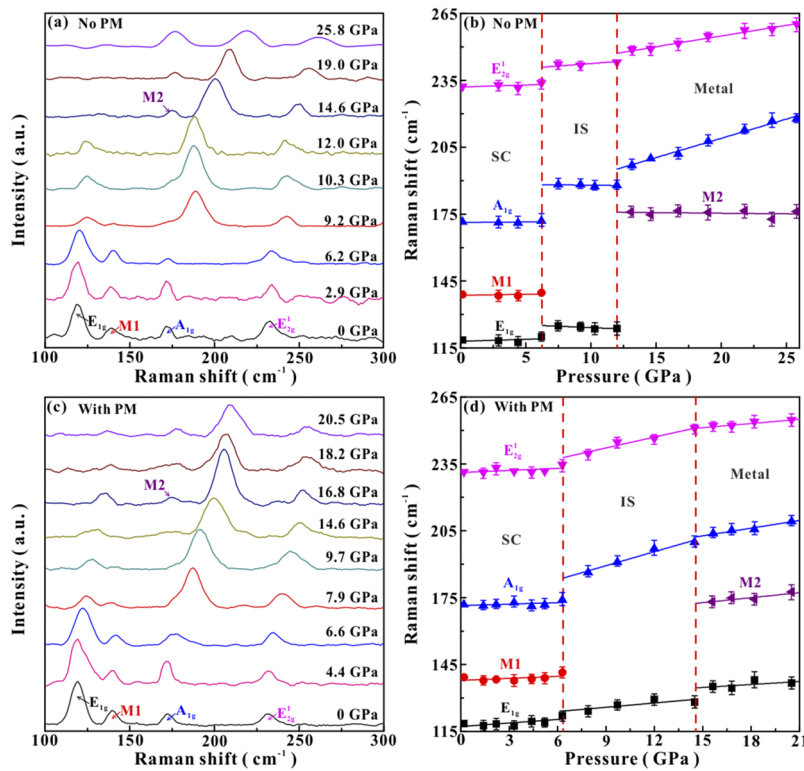 (a) No PM
25.8 GPa
19.0 GPa
M2
14.6 GPa
12.0 GPa
10.3 GPa
9.2 GPa
6.2 GPa
2.9 GPa
E1g
M1
A1g
E¹2g
0 GPa
Intensity ( a.u. )
100 150 200 250 300
Raman shift ( cm⁻¹ )
(b) No PM
265
235
205
175
145
115
E¹2g
Metal
IS
SC
A1g
M2
M1
E1g
Raman shift ( cm⁻¹ )
0 5 10 15 20 25
Pressure ( GPa )
(c) With PM
20.5 GPa
18.2 GPa
M2
16.8 GPa
14.6 GPa
9.7 GPa
7.9 GPa
6.6 GPa
4.4 GPa
E1g
M1
A1g
E¹2g
0 GPa
Intensity ( a.u. )
100 150 200 250 300
Raman shift ( cm⁻¹ )
(d) With PM
265
235
205
175
145
115
E¹2g
Metal
IS
SC
A1g
M2
M1
E1g
Raman shift ( cm⁻¹ )
0 3 6 9 12 15 18 21
Pressure ( GPa )